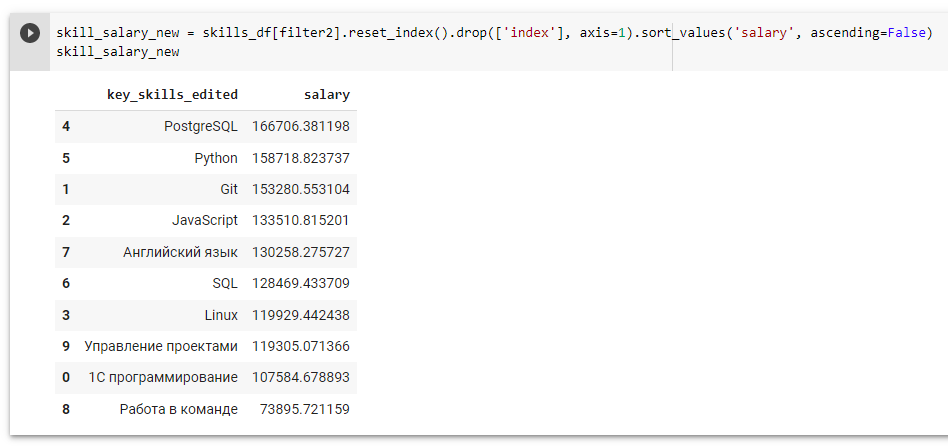 skill_salary_new = skills_df[filter2].reset_index().drop(['index'], axis=1).sort_values('salary', ascending=False)
skill_salary_new
key_skills_edited salary
4 PostgreSQL 166706.381198
5 Python 158718.823737
1 Git 153280.553104
2 JavaScript 133510.815201
7 Английский язык 130258.275727
6 SQL 128469.433709
3 Linux 119929.442438
9 Управление проектами 119305.071366
0 1С программирование 107584.678893
8 Работа в команде 73895.721159